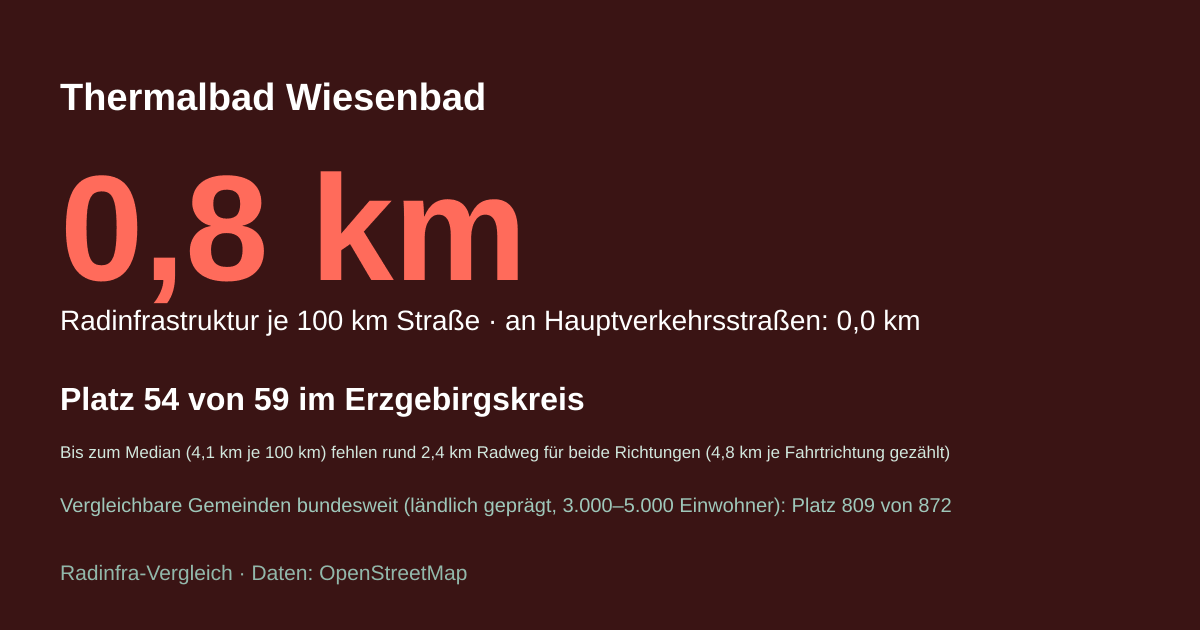 Thermalbad Wiesenbad
0,8 km
Radinfrastruktur je 100 km Straße · an Hauptverkehrsstraßen: 0,0 km
Platz 54 von 59 im Erzgebirgskreis
Bis zum Median (4,1 km je 100 km) fehlen rund 2,4 km Radweg für beide Richtungen (4,8 km je Fahrtrichtung gezählt)
Vergleichbare Gemeinden bundesweit (ländlich geprägt, 3.000–5.000 Einwohner): Platz 809 von 872
Radinfra-Vergleich · Daten: OpenStreetMap